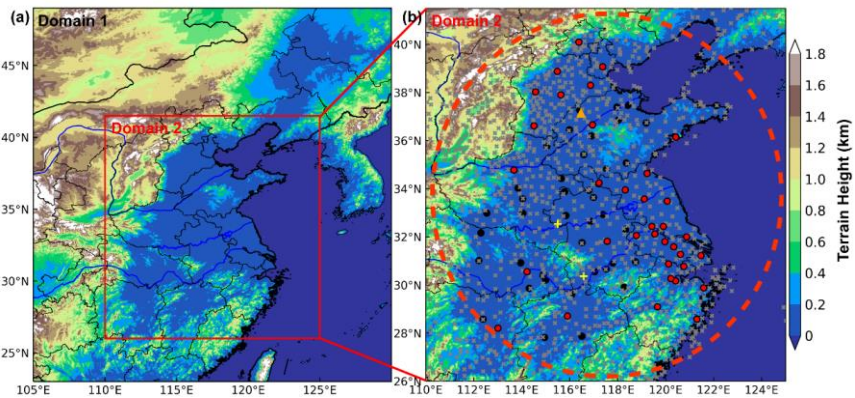 (a) Domain 1
Domain 2
45°N
40°N
35°N
30°N
25°N
105°E 110°E 115°E 120°E 125°E
(b) Domain 2
40°N
38°N
36°N
34°N
32°N
30°N
28°N
26°N
110°E 112°E 114°E 116°E 118°E 120°E 122°E 124°E
1.8
1.6
1.4
1.2
1.0
0.8
0.6
0.4
0.2
0
Terrain Height (km)